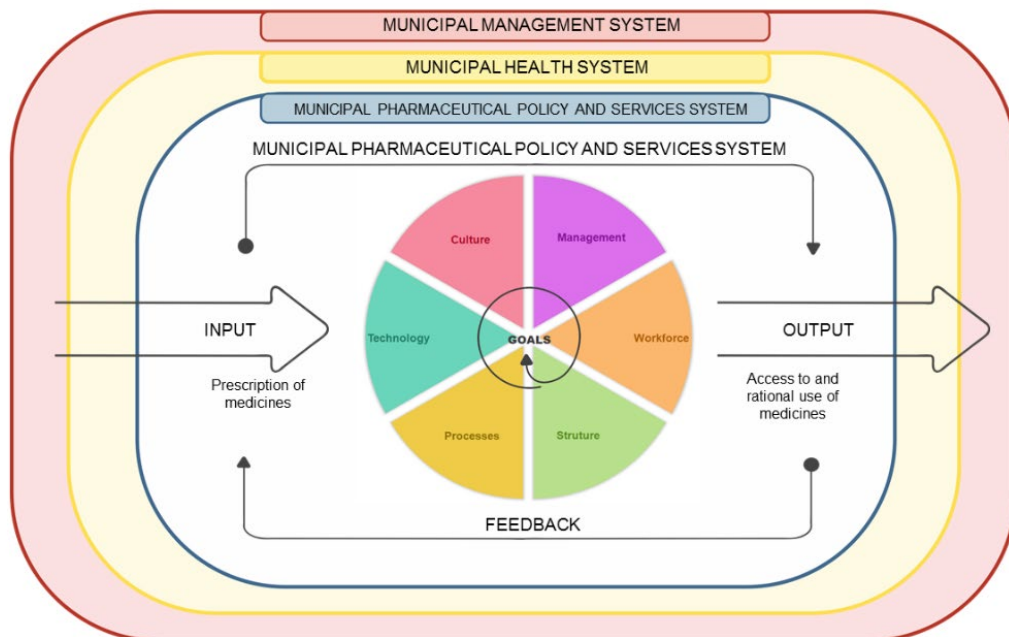 MUNICIPAL MANAGEMENT SYSTEM
MUNICIPAL HEALTH SYSTEM
MUNICIPAL PHARMACEUTICAL POLICY AND SERVICES SYSTEM
MUNICIPAL PHARMACEUTICAL POLICY AND SERVICES SYSTEM
Culture
Management
INPUT
Technology
GOALS
Workforce
OUTPUT
Prescription of
medicines
Access to and
rational use of
medicines
Processes
Struture
FEEDBACK